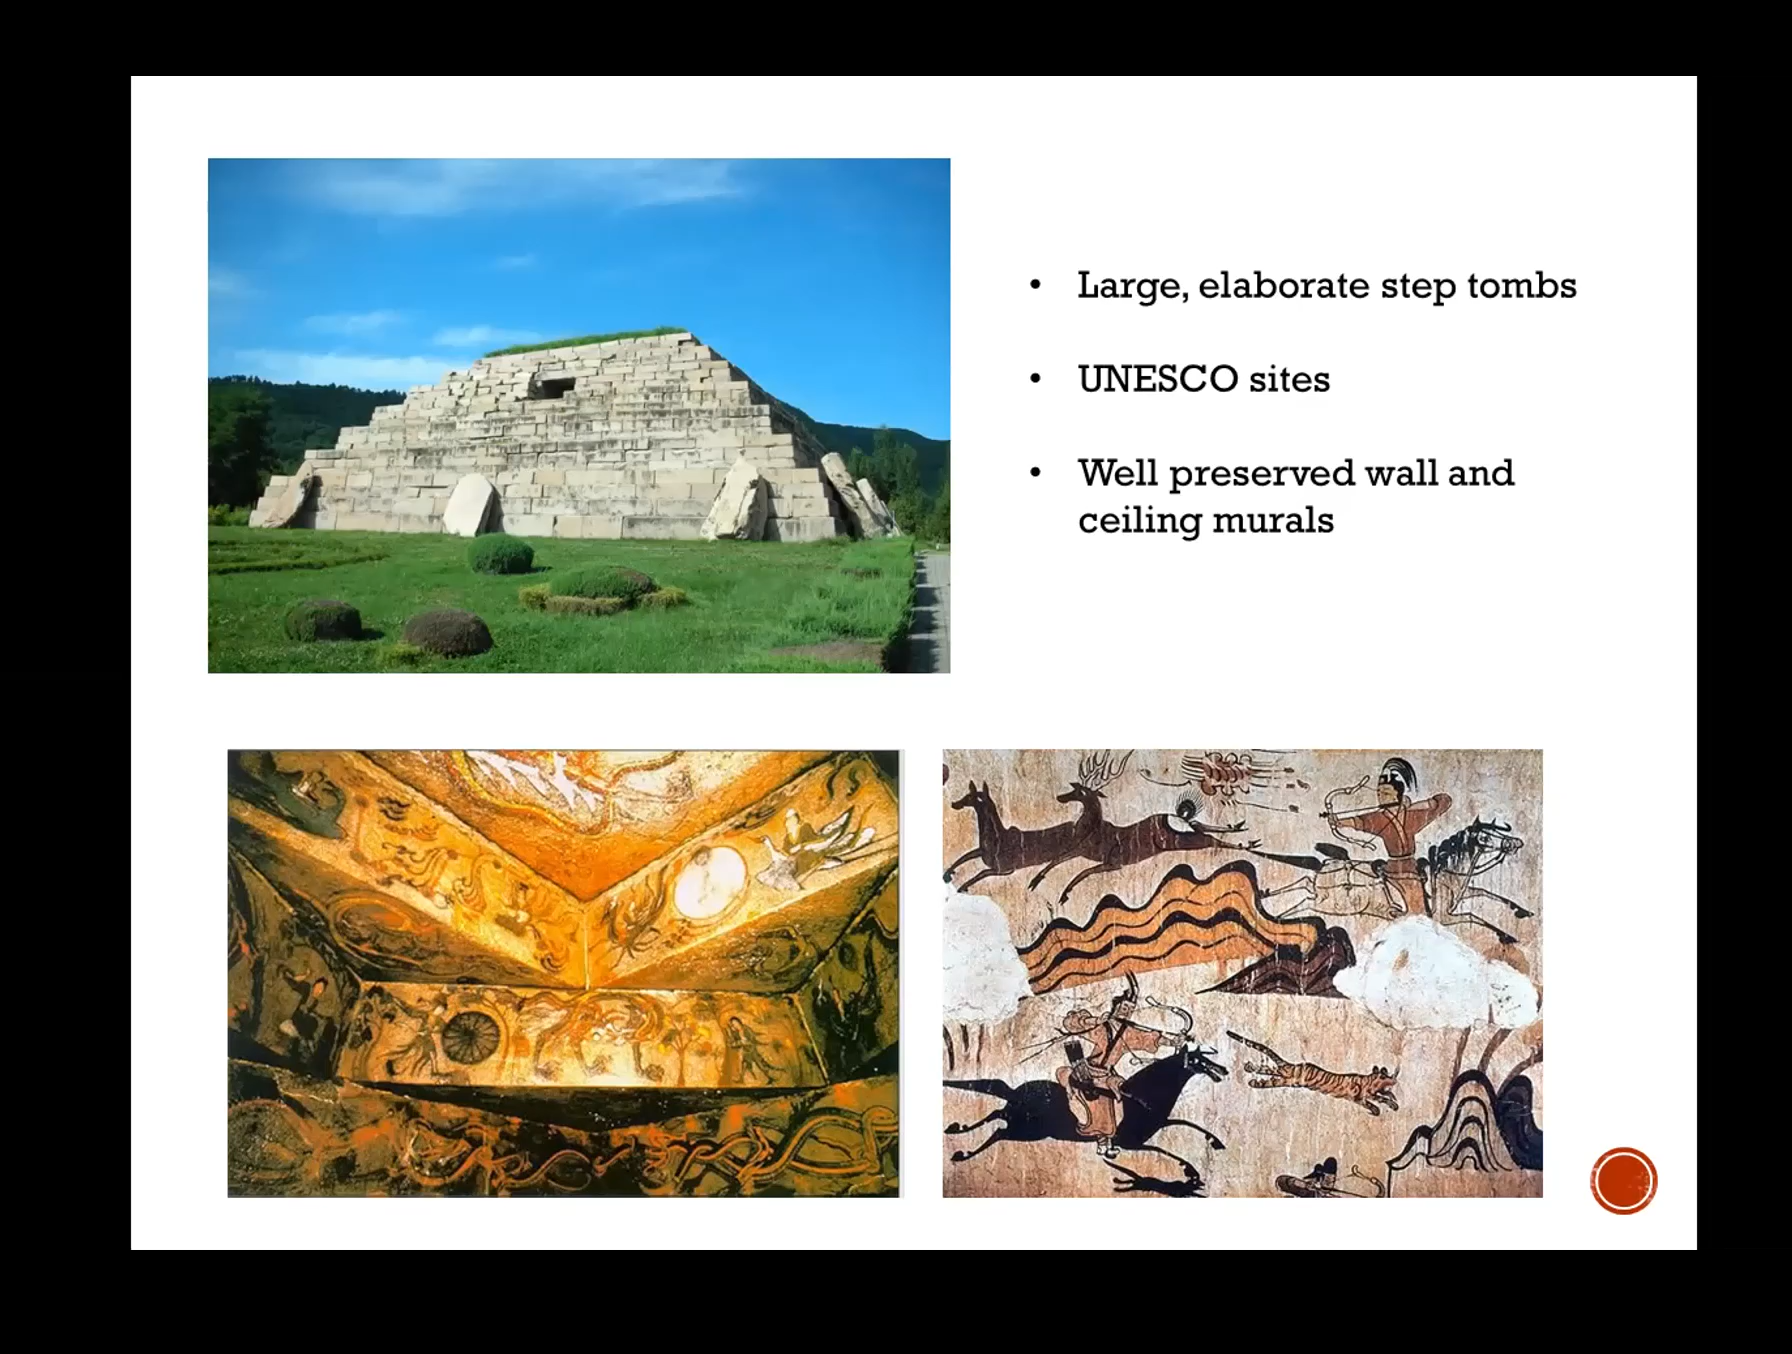 • Large, elaborate step tombs
• UNESCO sites
• Well preserved wall and
ceiling murals